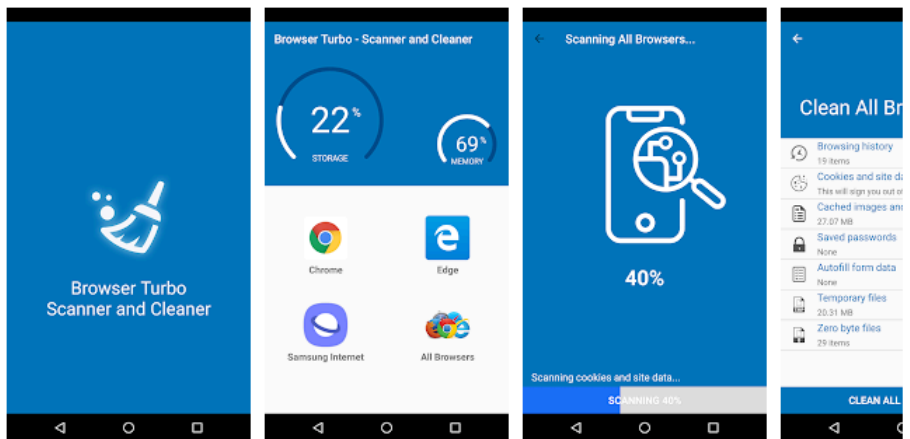 Browser Turbo
Scanner and Cleaner
Browser Turbo - Scanner and Cleaner
22%
STORAGE
69%
MEMORY
Chrome
Edge
Samsung Internet
All Browsers
Scanning All Browsers...
40%
Scanning cookies and site data...
SCANNING 40%
Clean All Br
Browsing history
19 items
Cookies and site da
This will sign you out o
Cached images and
27.07 MB
Saved passwords
None
Autofill form data
None
Temporary files
20.31 MB
Zero byte files
29 items
CLEAN ALL